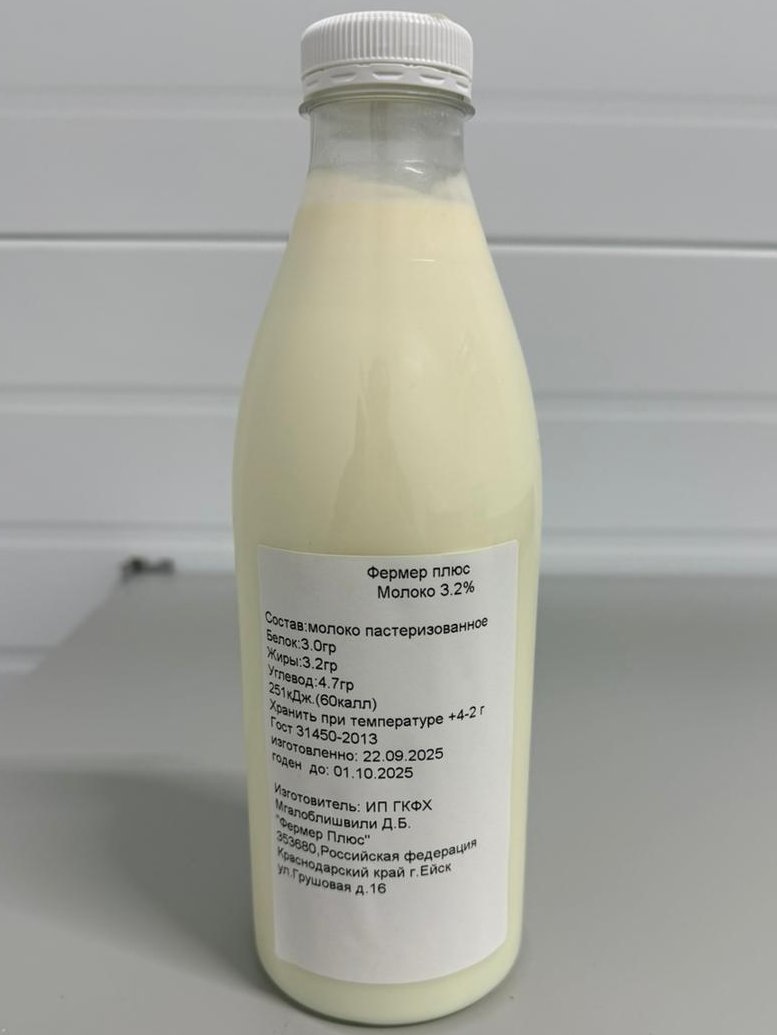 Фермер плюс
Молоко 3.2%
Состав:молоко пастеризованное
Белок:3.0гр
Жиры:3.2гр
Углевод:4.7гр
251кДж.(60калл)
Хранить при температуре +4-2 г
Гост 31450-2013
изготовленно: 22.09.2025
годен до: 01.10.2025
Изготовитель: ИП ГКФХ
Мгалоблишвили Д.Б.
"Фермер Плюс"
353680,Российская федерация
Краснодарский край г.Ейск
ул.Грушовая д.16